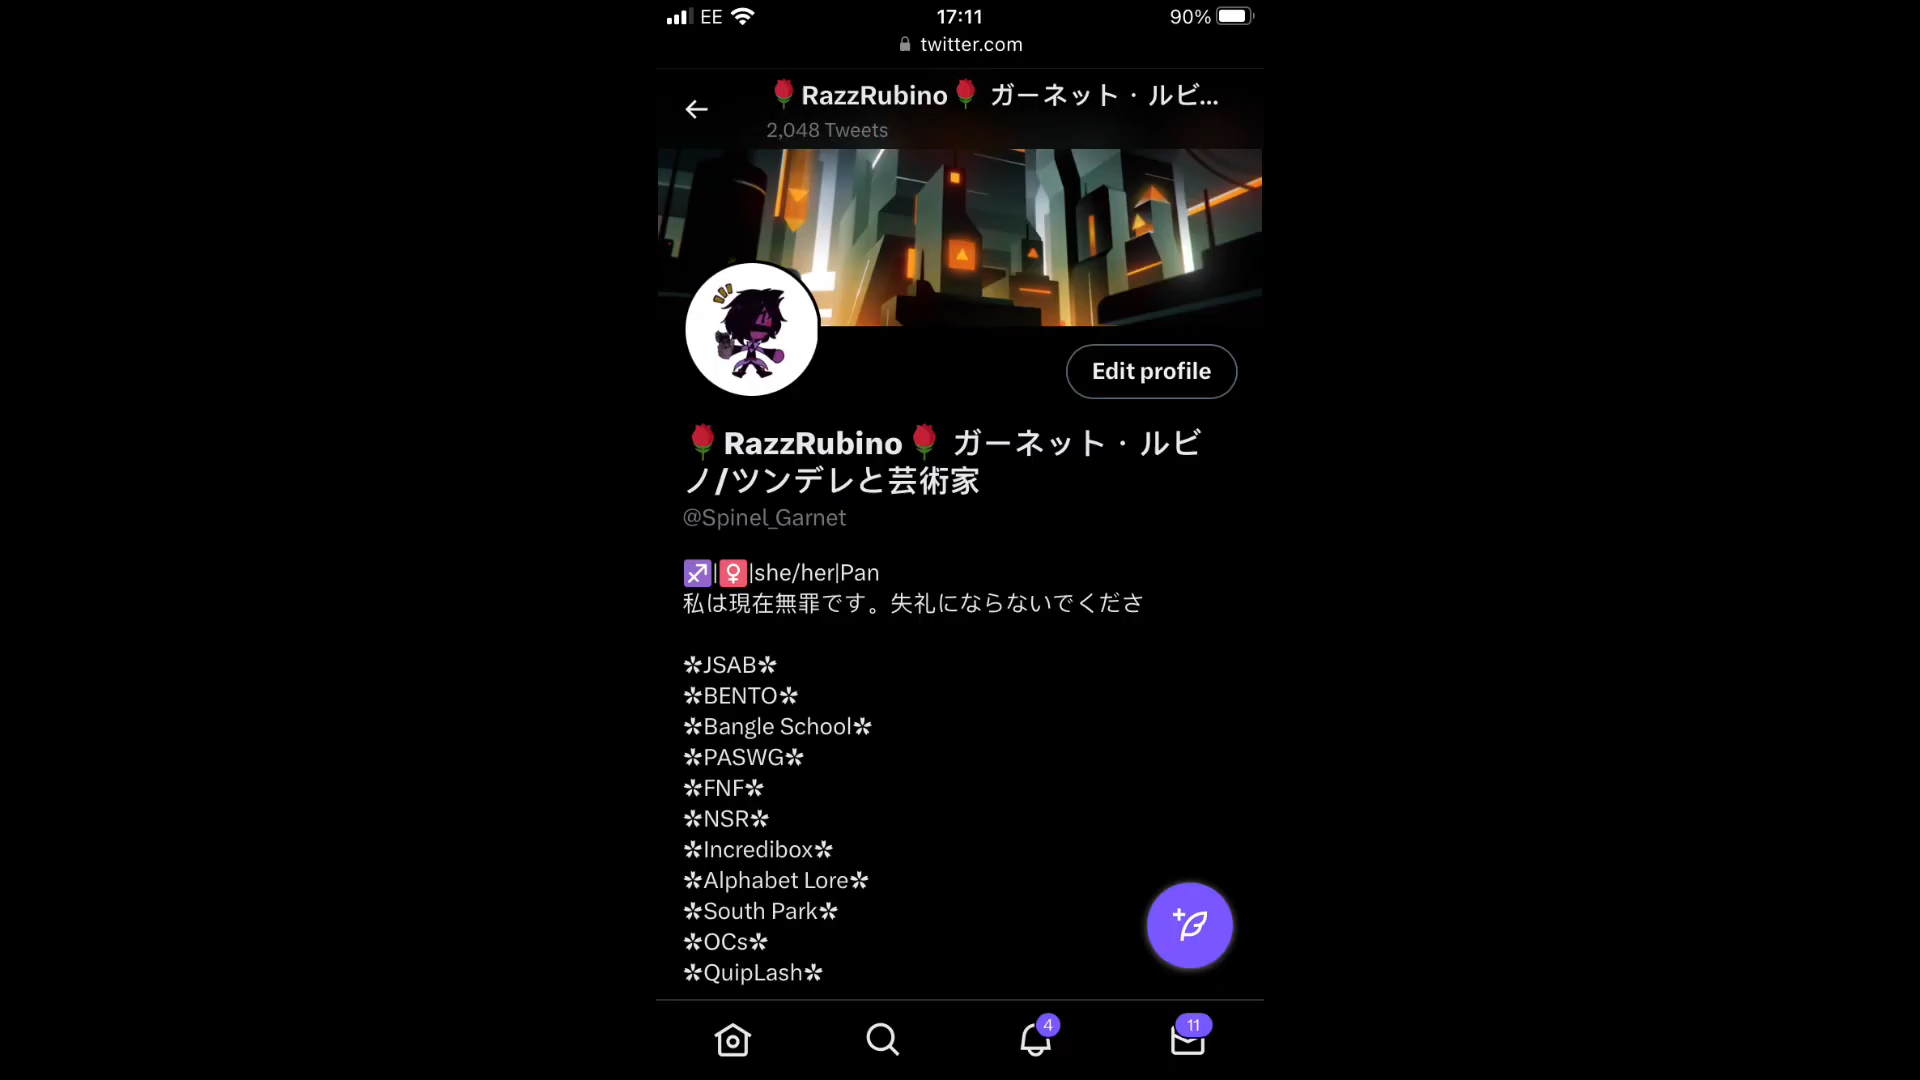 EE 17:11 90%
twitter.com
🌹RazzRubino🌹 ガーネット・ルビ...
2,048 Tweets
Edit profile
🌹RazzRubino🌹 ガーネット・ルビ
ノ/ツンデレと芸術家
@Spinel_Garnet
♐|♀|she/her|Pan
私は現在無罪です。失礼にならないでくださ
✲JSAB✲
✲BENTO✲
✲Bangle School✲
✲PASWG✲
✲FNF✲
✲NSR✲
✲Incredibox✲
✲Alphabet Lore✲
✲South Park✲
✲OCs✲
✲QuipLash✲
4 11